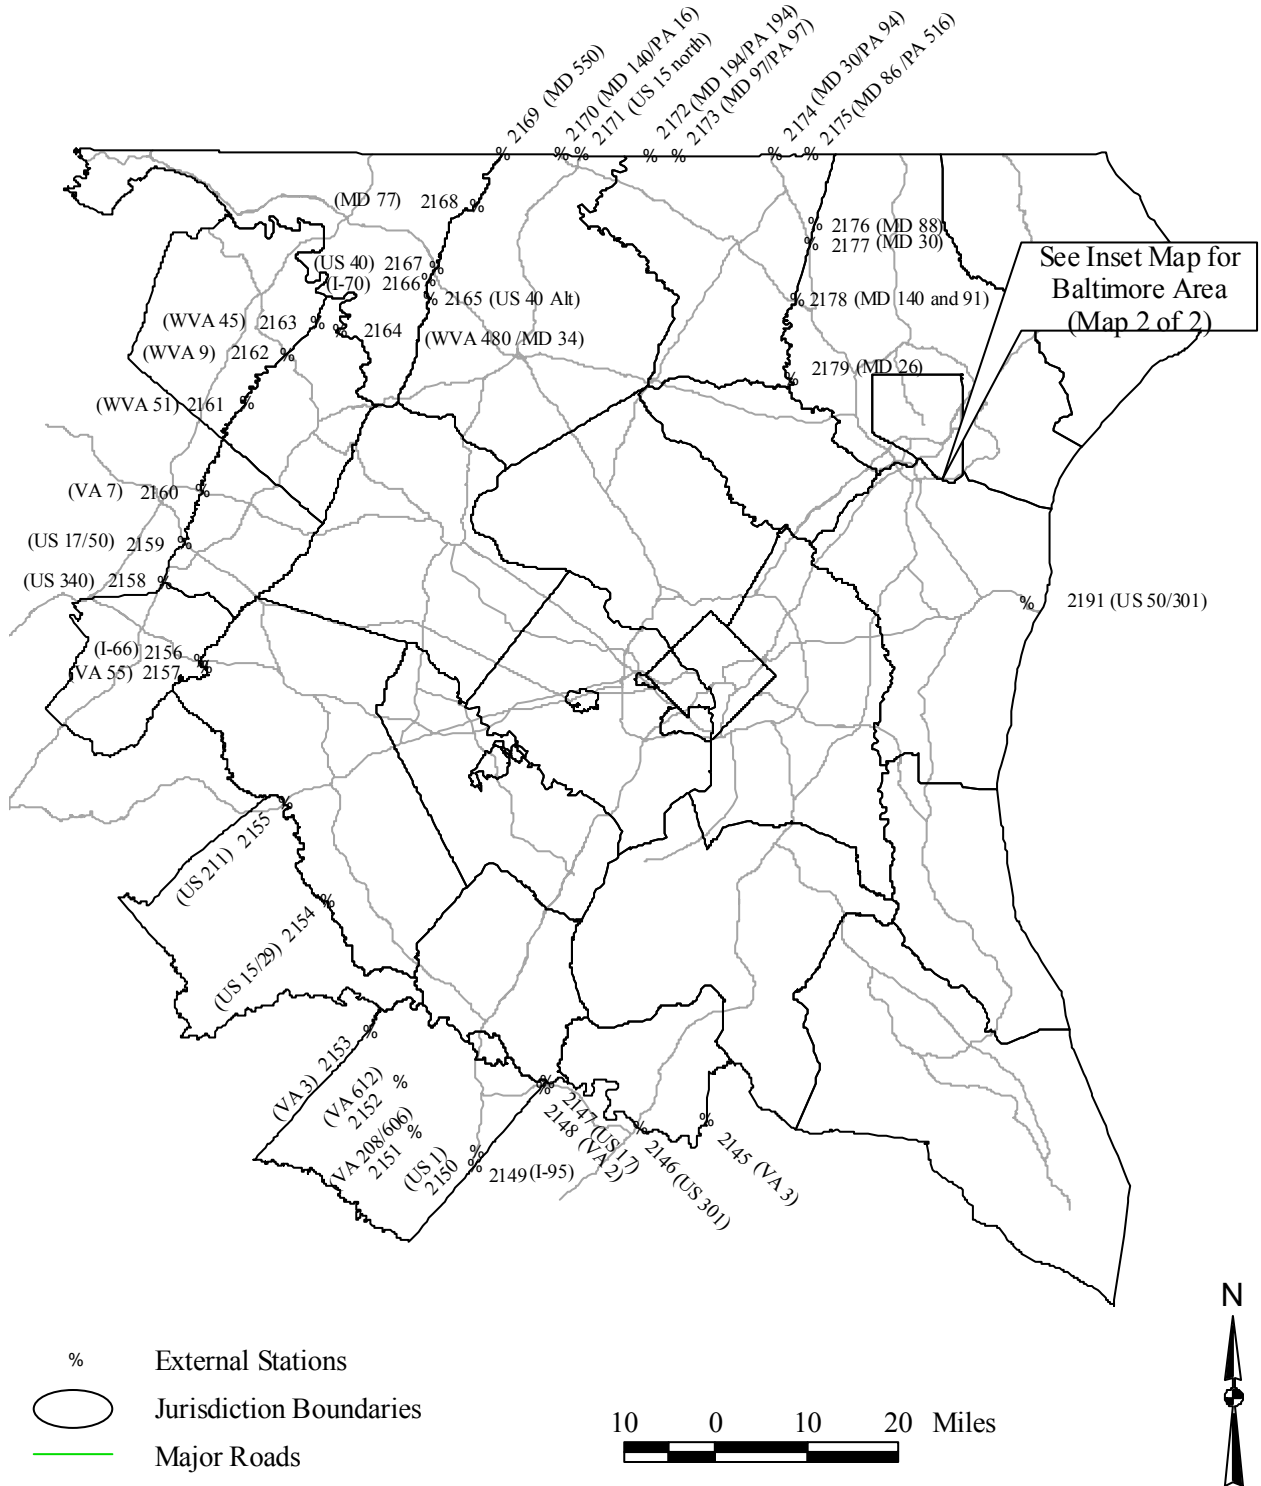 2169 (MD 550)
2170 (MD 140/PA 16)
2171 (US 15 north)
2172 (MD 194/PA 194)
2173 (MD 97/PA 97)
2174 (MD 30/PA 94)
2175 (MD 86 /PA 516)
(MD 77) 2168
2176 (MD 88)
2177 (MD 30)
See Inset Map for
Baltimore Area
(Map 2 of 2)
(US 40) 2167
(I-70) 2166
2165 (US 40 Alt)
2178 (MD 140 and 91)
(WVA 45) 2163
2164
(WVA 480 /MD 34)
(WVA 9) 2162
2179 (MD 26)
(WVA 51) 2161
(VA 7) 2160
(US 17/50) 2159
(US 340) 2158
2191 (US 50/301)
(I-66) 2156
(VA 55) 2157
(US 211) 2155
(US 15/29) 2154
(VA 3) 2153
(VA 612)
2152
(VA 208/606)
2151
(US 1)
2150
2149 (I-95)
2147 (US 17)
2148 (VA 2)
2146 (US 301)
2145 (VA 3)
N
% External Stations
Jurisdiction Boundaries
Major Roads
10 0 10 20 Miles